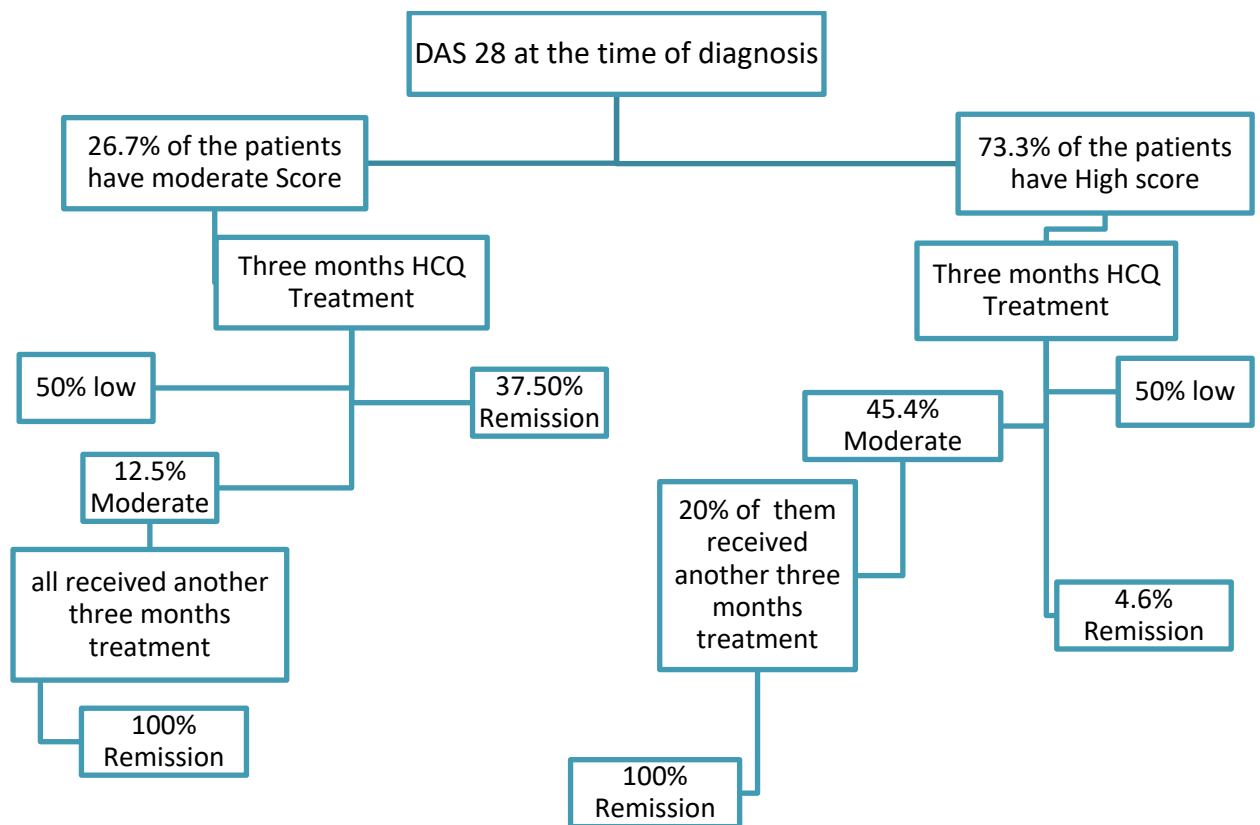 DAS 28 at the time of diagnosis
26.7% of the patients
have moderate Score
73.3% of the patients
have High score
Three months HCQ
Treatment
Three months HCQ
Treatment
50% low
37.50%
Remission
12.5%
Moderate
all received another
three months
treatment
100%
Remission
50% low
45.4%
Moderate
20% of them
received
another three
months
treatment
4.6%
Remission
100%
Remission